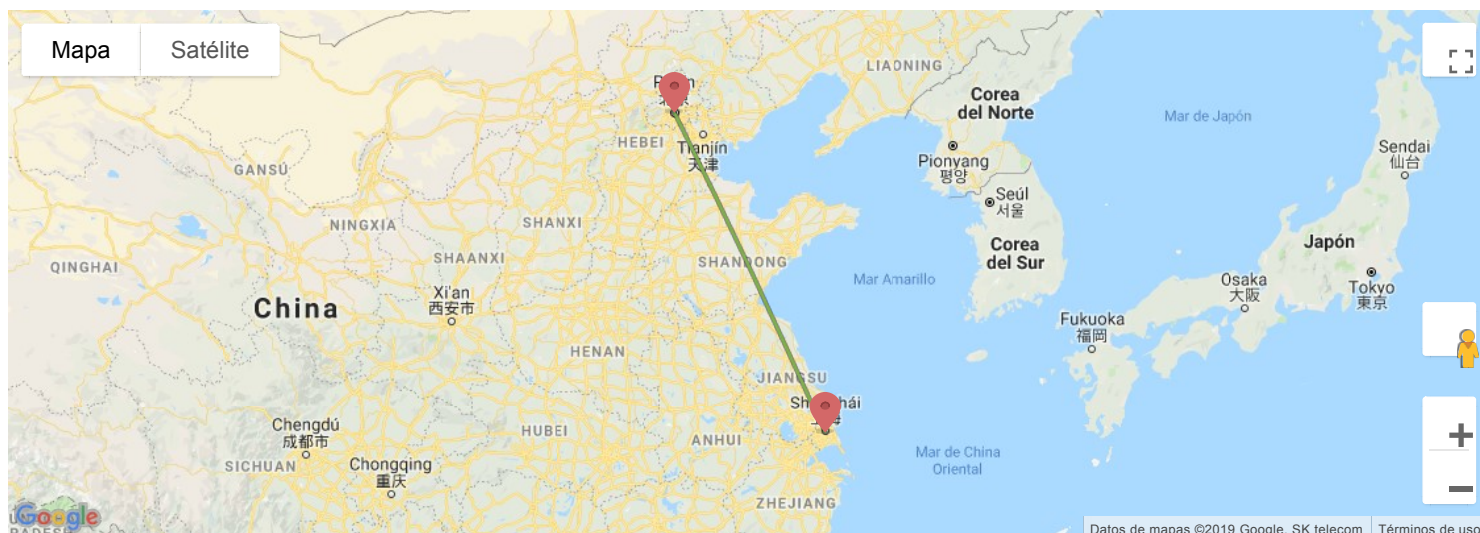 Mapa
Satélite
LIAONING
Corea
del Norte
Mar de Japón
HEBEI
Tianjín
天津
Pionyang
평양
Sendai
仙台
GANSÚ
Seúl
서울
NINGXIA
SHANXI
Corea
del Sur
Japón
QINGHAI
SHAANXI
SHANDONG
Mar Amarillo
Osaka
大阪
Tokyo
東京
Xi'an
西安市
China
Fukuoka
福岡
HENAN
JIANGSU
Chengdú
成都市
HUBEI
ANHUI
Mar de China
Oriental
SICHUAN
Chongqing
重庆
ZHEJIANG
Google
Datos de mapas ©2019 Google, SK telecom
Términos de uso